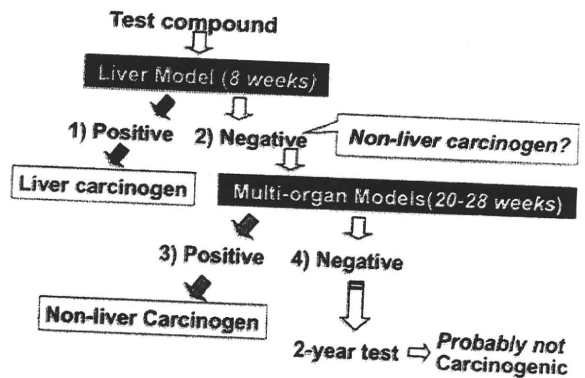 Test compound
Liver Model (8 weeks)
1) Positive 2) Negative
Non-liver carcinogen?
Liver carcinogen
Multi-organ Models(20-28 weeks)
3) Positive 4) Negative
Non-liver Carcinogen
2-year test
Probably not
Carcinogenic